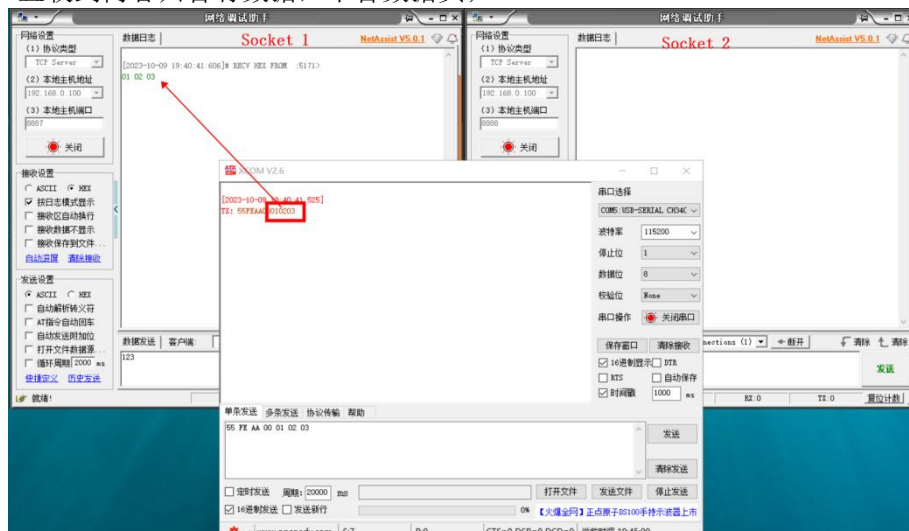 网络调试助手
网络设置
(1) 协议类型
TCP Server
(2) 本地主机地址
192.168.0.100
(3) 本地主机端口
8887
关闭
接收设置
ASCII HEX
按日志模式显示
接收区自动换行
接收数据不显示
接收保存到文件...
自动滚屏 清除接收
发送设置
ASCII HEX
自动解析转义符
AT指令自动回车
自动发送附加位
打开文件数据源...
循环周期 2000 ms
快捷定义 历史发送
就绪!
数据日志 Socket 1 NetAssist V5.0.1
[2023-10-09 19:40:41.606]# RECV HEX FROM :5171>
01 02 03
数据发送 客户端:
123
网络调试助手
网络设置
(1) 协议类型
TCP Server
(2) 本地主机地址
192.168.0.100
(3) 本地主机端口
8888
关闭
数据日志 Socket 2 NetAssist V5.0.1
nections (1) 断开 清除 清除
发送
RX:0 TX:0 复位计数
XCOM V2.6
[2023-10-09 19:40:41.525]
TX: 55FEAA00010203
串口选择
COM5:USB-SERIAL CH34C
波特率 115200
停止位 1
数据位 8
校验位 None
串口操作 关闭串口
保存窗口 清除接收
16进制显示 DTR
RTS 自动保存
时间戳 1000 ms
单条发送 多条发送 协议传输 帮助
55 FE AA 00 01 02 03
发送
清除发送
定时发送 周期: 20000 ms 打开文件 发送文件 停止发送
16进制发送 发送新行 0% 【火爆全网】正点原子DS100手持示波器上市